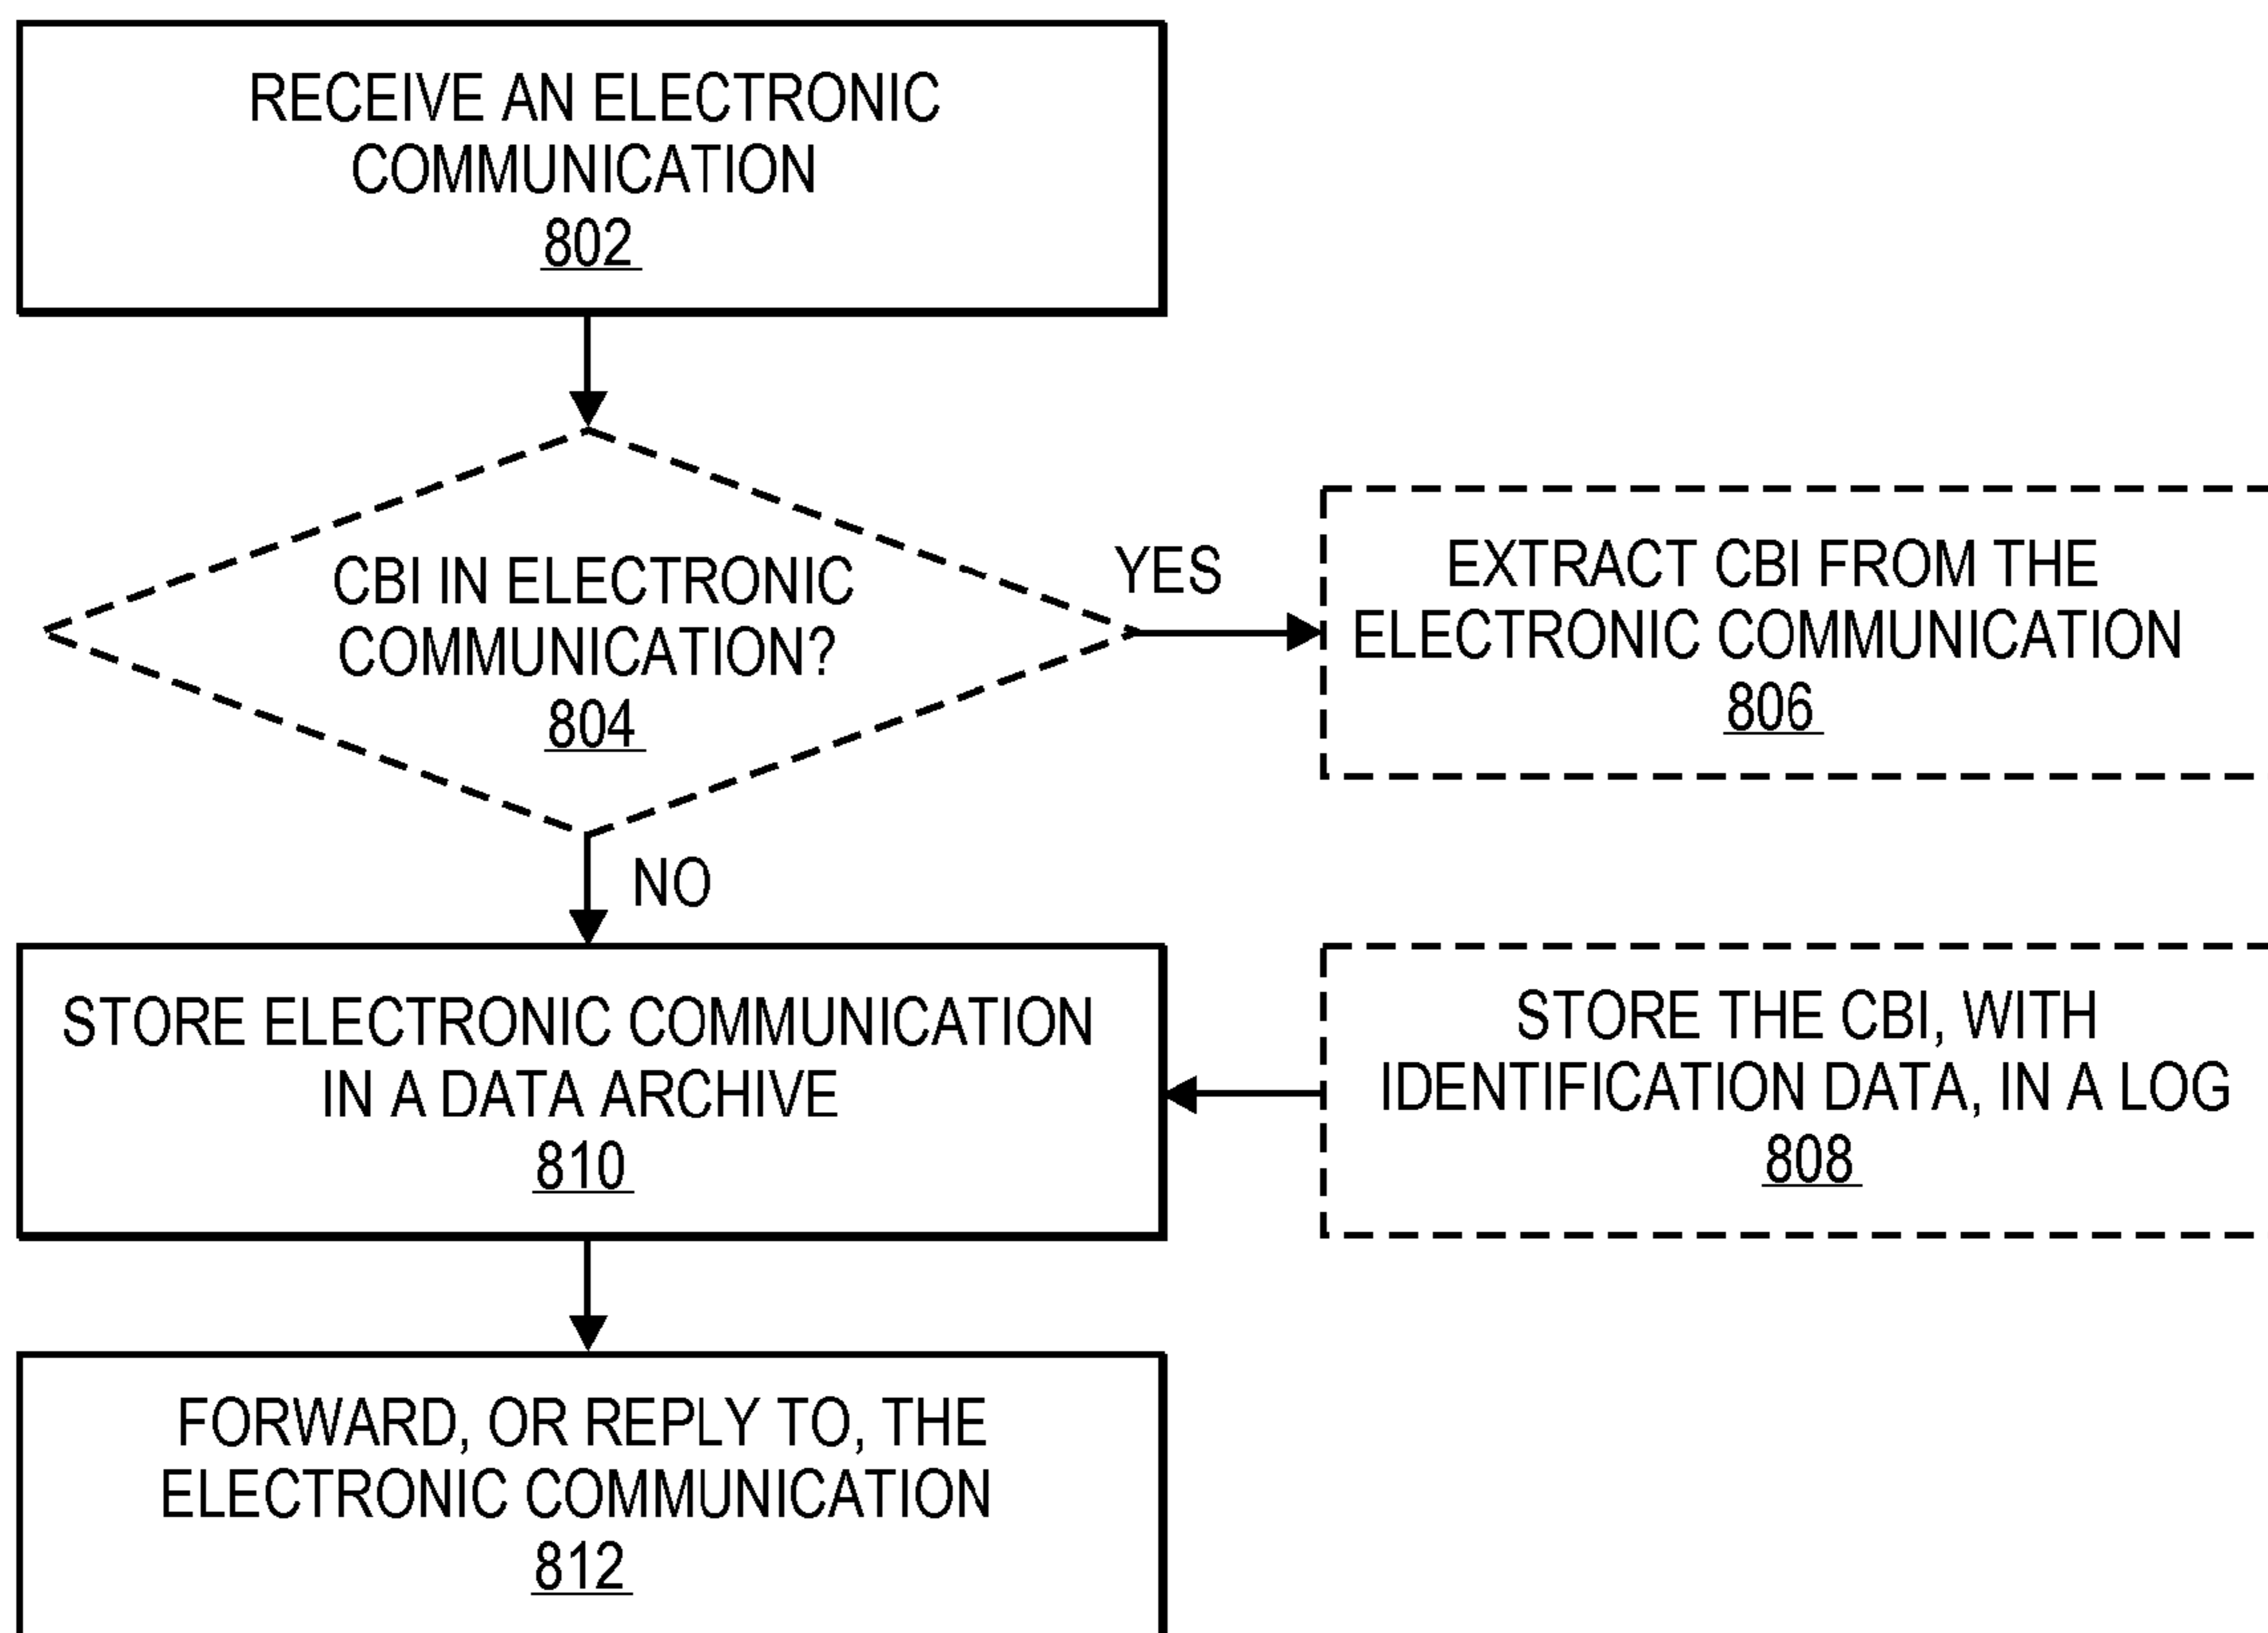 RECEIVE AN ELECTRONIC
COMMUNICATION
802
CBI IN ELECTRONIC
COMMUNICATION?
804
YES
EXTRACT CBI FROM THE
ELECTRONIC COMMUNICATION
806
NO
STORE THE CBI, WITH
IDENTIFICATION DATA, IN A LOG
808
STORE ELECTRONIC COMMUNICATION
IN A DATA ARCHIVE
810
FORWARD, OR REPLY TO, THE
ELECTRONIC COMMUNICATION
812